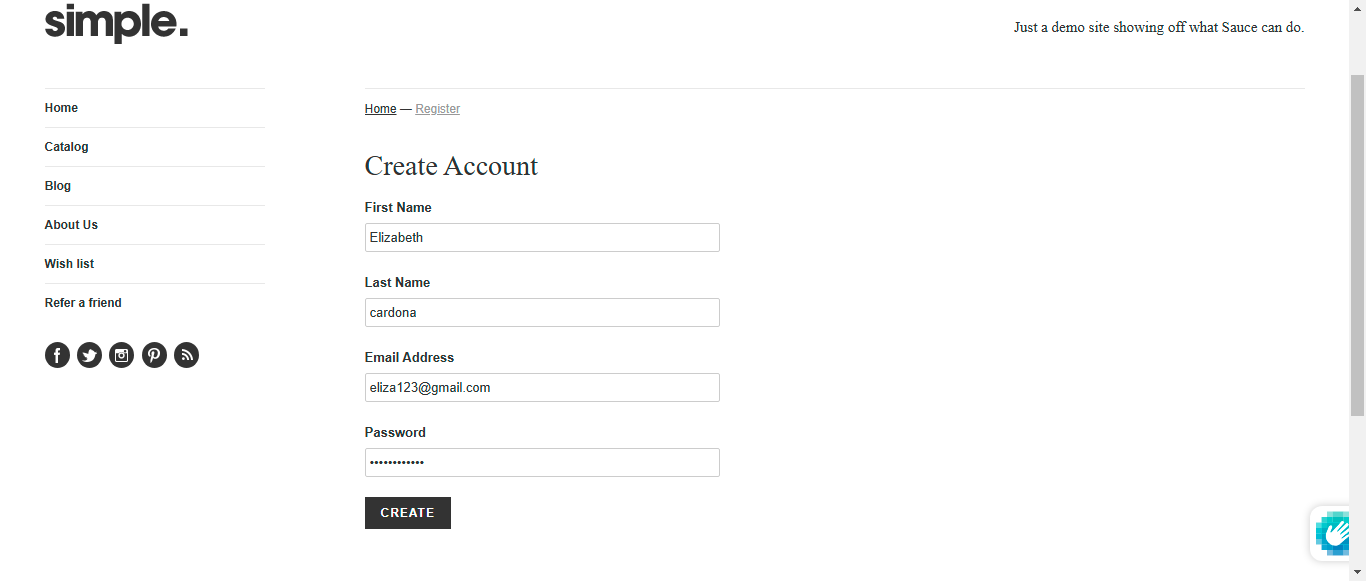 simple.
Just a demo site showing off what Sauce can do.
Home
Catalog
Blog
About Us
Wish list
Refer a friend
Home — Register
Create Account
First Name
Elizabeth
Last Name
cardona
Email Address
eliza123@gmail.com
Password
••••••••••••
CREATE